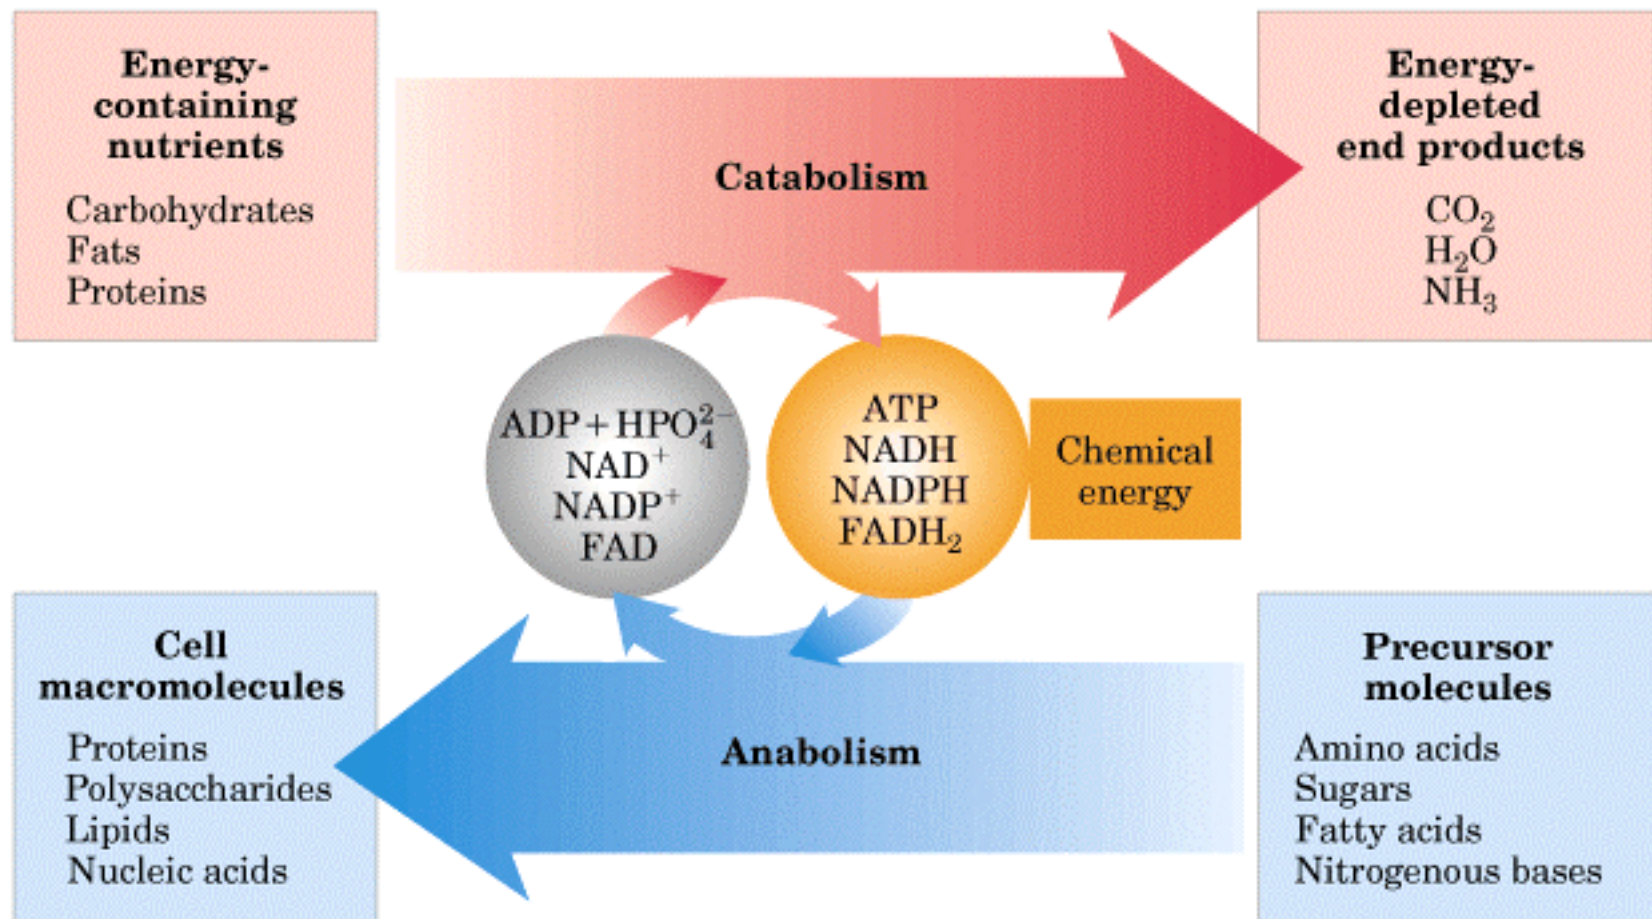 Energy-
containing
nutrients
Carbohydrates
Fats
Proteins
Catabolism
Energy-
depleted
end products
CO₂
H₂O
NH₃
ADP + HPO₄²⁻
NAD⁺
NADP⁺
FAD
ATP
NADH
NADPH
FADH₂
Chemical
energy
Cell
macromolecules
Proteins
Polysaccharides
Lipids
Nucleic acids
Anabolism
Precursor
molecules
Amino acids
Sugars
Fatty acids
Nitrogenous bases